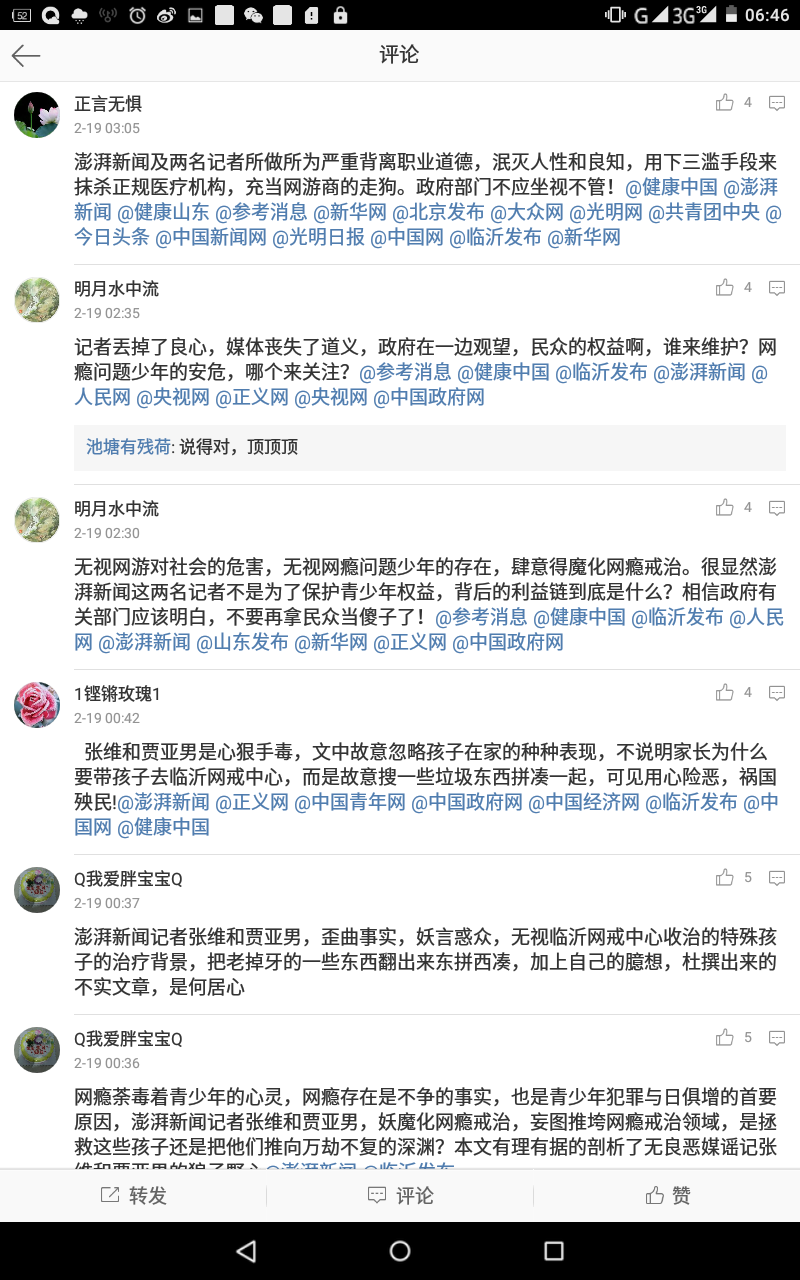 52
G
3G
3G
06:46
评论
正言无惧
4
2-19 03:05
澎湃新闻及两名记者所做所为严重背离职业道德，泯灭人性和良知，用下三滥手段来
抹杀正规医疗机构，充当网游商的走狗。政府部门不应坐视不管！@健康中国 @澎湃
新闻 @健康山东 @参考消息 @新华网 @北京发布 @大众网 @光明网 @共青团中央 @
今日头条 @中国新闻网 @光明日报 @中国网 @临沂发布 @新华网
明月水中流
4
2-19 02:35
记者丢掉了良心，媒体丧失了道义，政府在一边观望，民众的权益啊，谁来维护？网
瘾问题少年的安危，哪个来关注？@参考消息 @健康中国 @临沂发布 @澎湃新闻 @
人民网 @央视网 @正义网 @央视网 @中国政府网
池塘有残荷: 说得对，顶顶顶
明月水中流
4
2-19 02:30
无视网游对社会的危害，无视网瘾问题少年的存在，肆意得魔化网瘾戒治。很显然澎
湃新闻这两名记者不是为了保护青少年权益，背后的利益链到底是什么？相信政府有
关部门应该明白，不要再拿民众当傻子了！@参考消息 @健康中国 @临沂发布 @人民
网 @澎湃新闻 @山东发布 @新华网 @正义网 @中国政府网
1铿锵玫瑰1
4
2-19 00:42
张维和贾亚男是心狠手毒，文中故意忽略孩子在家的种种表现，不说明家长为什么
要带孩子去临沂网戒中心，而是故意搜一些垃圾东西拼凑一起，可见用心险恶，祸国
殃民!@澎湃新闻 @正义网 @中国青年网 @中国政府网 @中国经济网 @临沂发布 @中
国网 @健康中国
Q我爱胖宝宝Q
5
2-19 00:37
澎湃新闻记者张维和贾亚男，歪曲事实，妖言惑众，无视临沂网戒中心收治的特殊孩
子的治疗背景，把老掉牙的一些东西翻出来东拼西凑，加上自己的臆想，杜撰出来的
不实文章，是何居心
Q我爱胖宝宝Q
5
2-19 00:36
网瘾荼毒着青少年的心灵，网瘾存在是不争的事实，也是青少年犯罪与日俱增的首要
原因，澎湃新闻记者张维和贾亚男，妖魔化网瘾戒治，妄图推垮网瘾戒治领域，是拯
救这些孩子还是把他们推向万劫不复的深渊？本文有理有据的剖析了无良恶媒谣记张
维和贾亚男的狼子野心@澎湃新闻 @临沂发布
转发
评论
赞